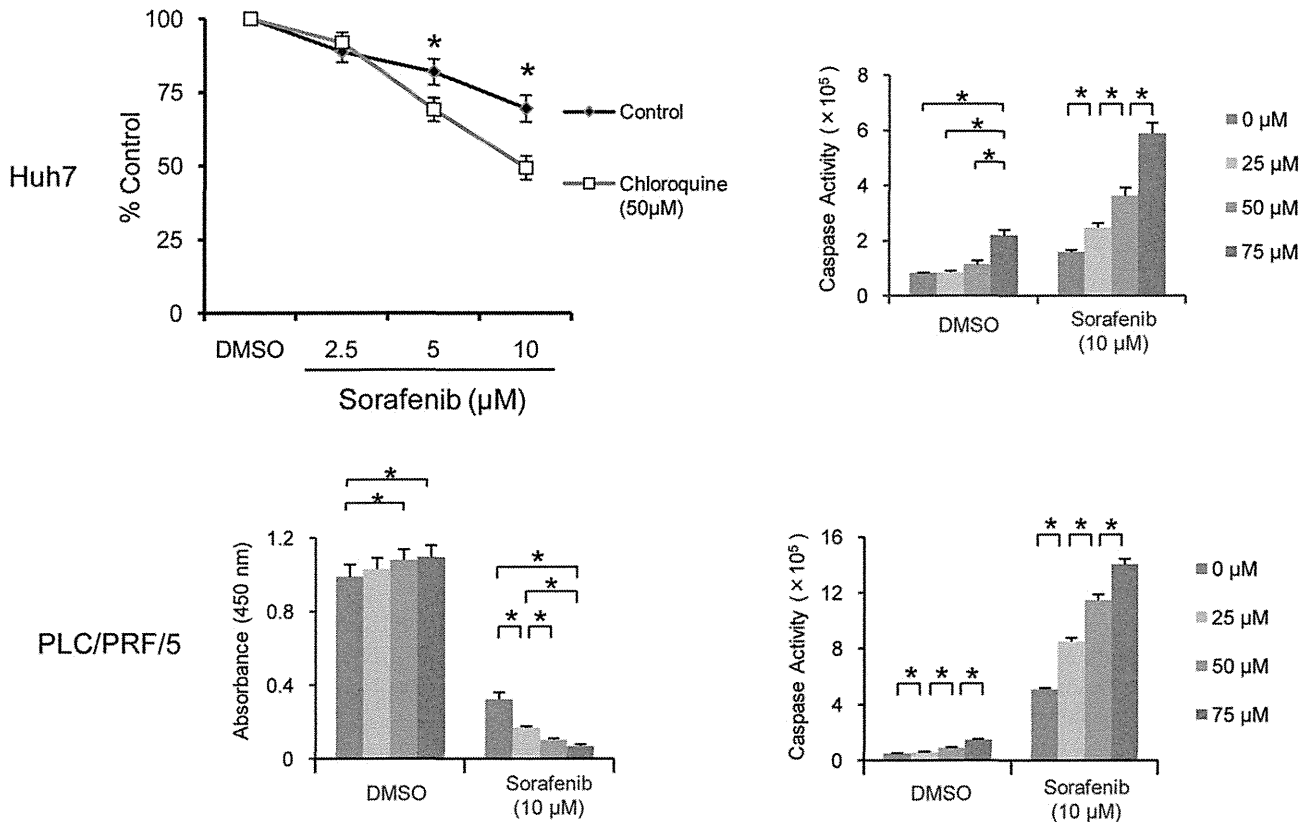 Huh7
% Control
100
75
50
25
0
*
*
Control
Chloroquine
(50µM)
DMSO
2.5
5
10
Sorafenib (µM)
Caspase Activity (×10⁵)
8
6
4
2
0
* * *
*
*
*
DMSO
Sorafenib
(10 µM)
0 µM
25 µM
50 µM
75 µM
PLC/PRF/5
Absorbance (450 nm)
1.2
0.8
0.4
0
*
*
*
*
* *
DMSO
Sorafenib
(10 µM)
Caspase Activity (×10⁵)
16
12
8
4
0
* * *
* * *
DMSO
Sorafenib
(10 µM)
0 µM
25 µM
50 µM
75 µM